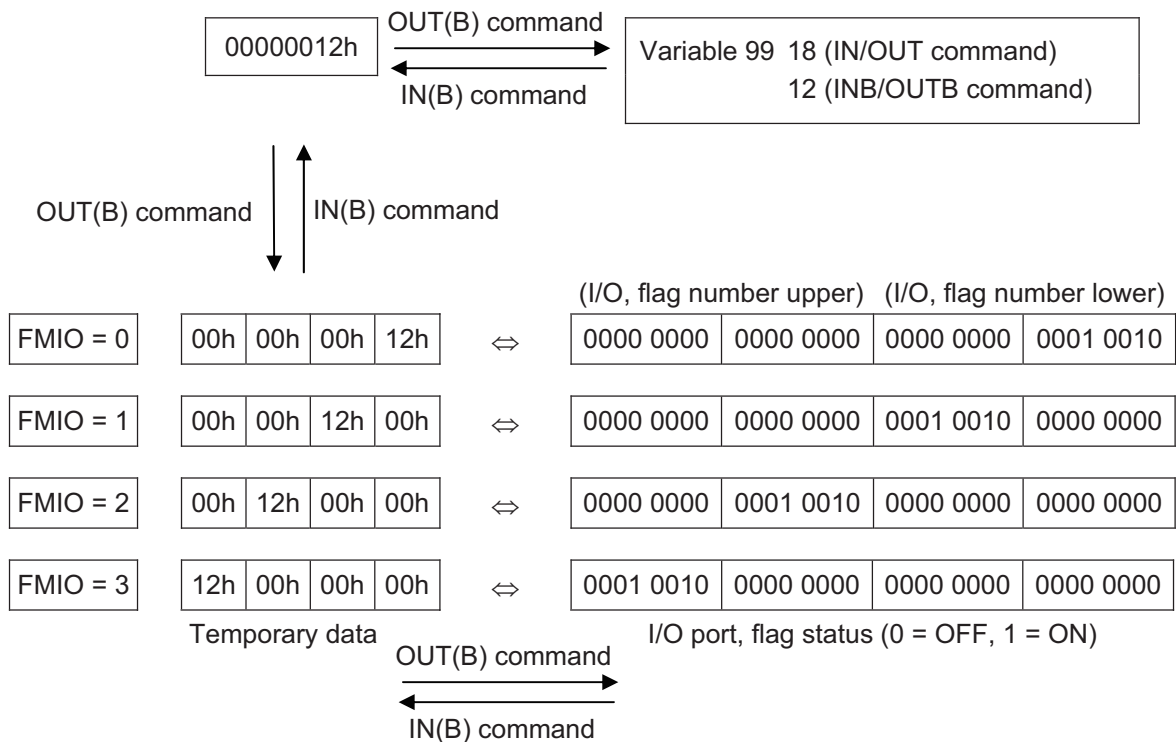 OUT(B) command
00000012h
Variable 99 18 (IN/OUT command)
12 (INB/OUTB command)
IN(B) command
OUT(B) command
IN(B) command
(I/O, flag number upper) (I/O, flag number lower)
FMIO = 0 00h 00h 00h 12h ⇔ 0000 0000 0000 0000 0000 0000 0001 0010
FMIO = 1 00h 00h 12h 00h ⇔ 0000 0000 0000 0000 0001 0010 0000 0000
FMIO = 2 00h 12h 00h 00h ⇔ 0000 0000 0001 0010 0000 0000 0000 0000
FMIO = 3 12h 00h 00h 00h ⇔ 0001 0010 0000 0000 0000 0000 0000 0000
Temporary data
I/O port, flag status (0 = OFF, 1 = ON)
OUT(B) command
IN(B) command